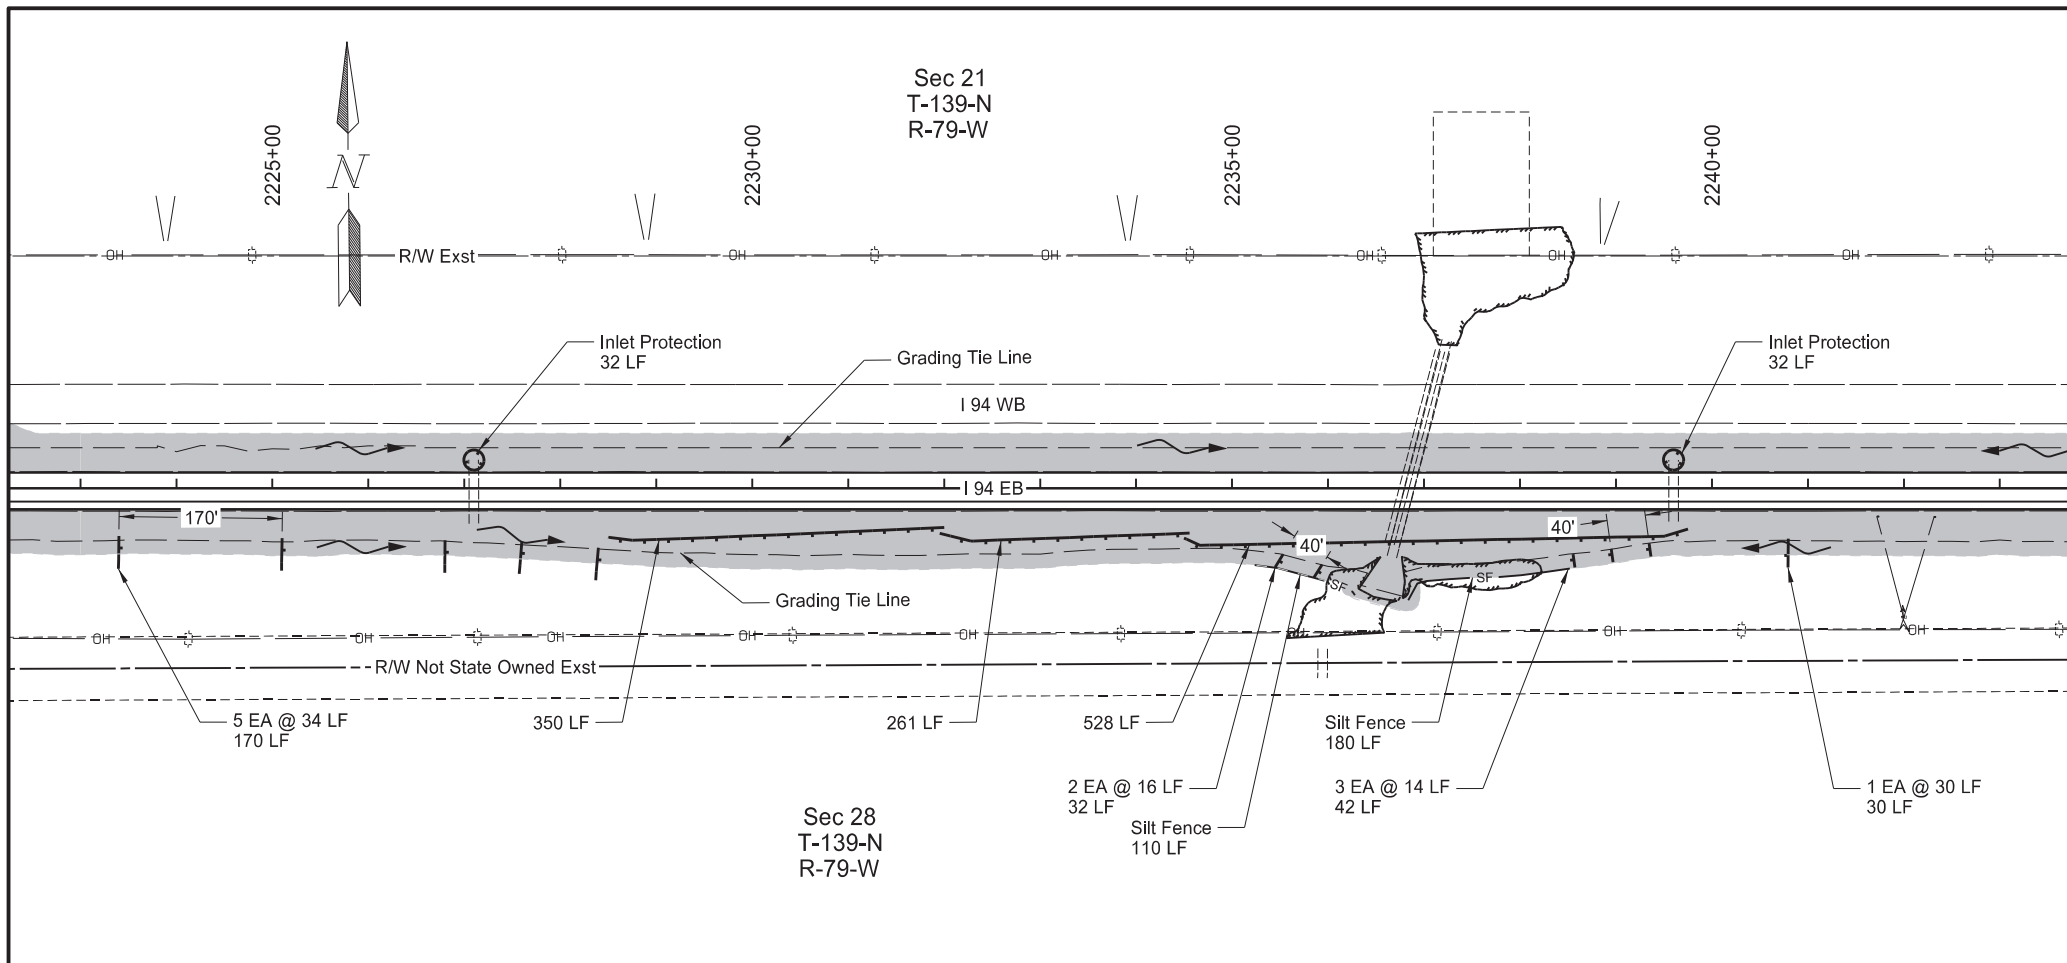 Sec 21
T-139-N
R-79-W
2225+00
2230+00
2235+00
2240+00
N
OH
R/W Exst
OH
OH
OH
OH
OH
Inlet Protection
32 LF
Grading Tie Line
Inlet Protection
32 LF
I 94 WB
I 94 EB
170'
40'
40'
SF
SF
Grading Tie Line
OH
OH
OH
OH
OH
OH
OH
OH
R/W Not State Owned Exst
5 EA @ 34 LF
170 LF
350 LF
261 LF
528 LF
Silt Fence
180 LF
2 EA @ 16 LF
32 LF
3 EA @ 14 LF
42 LF
1 EA @ 30 LF
30 LF
Silt Fence
110 LF
Sec 28
T-139-N
R-79-W